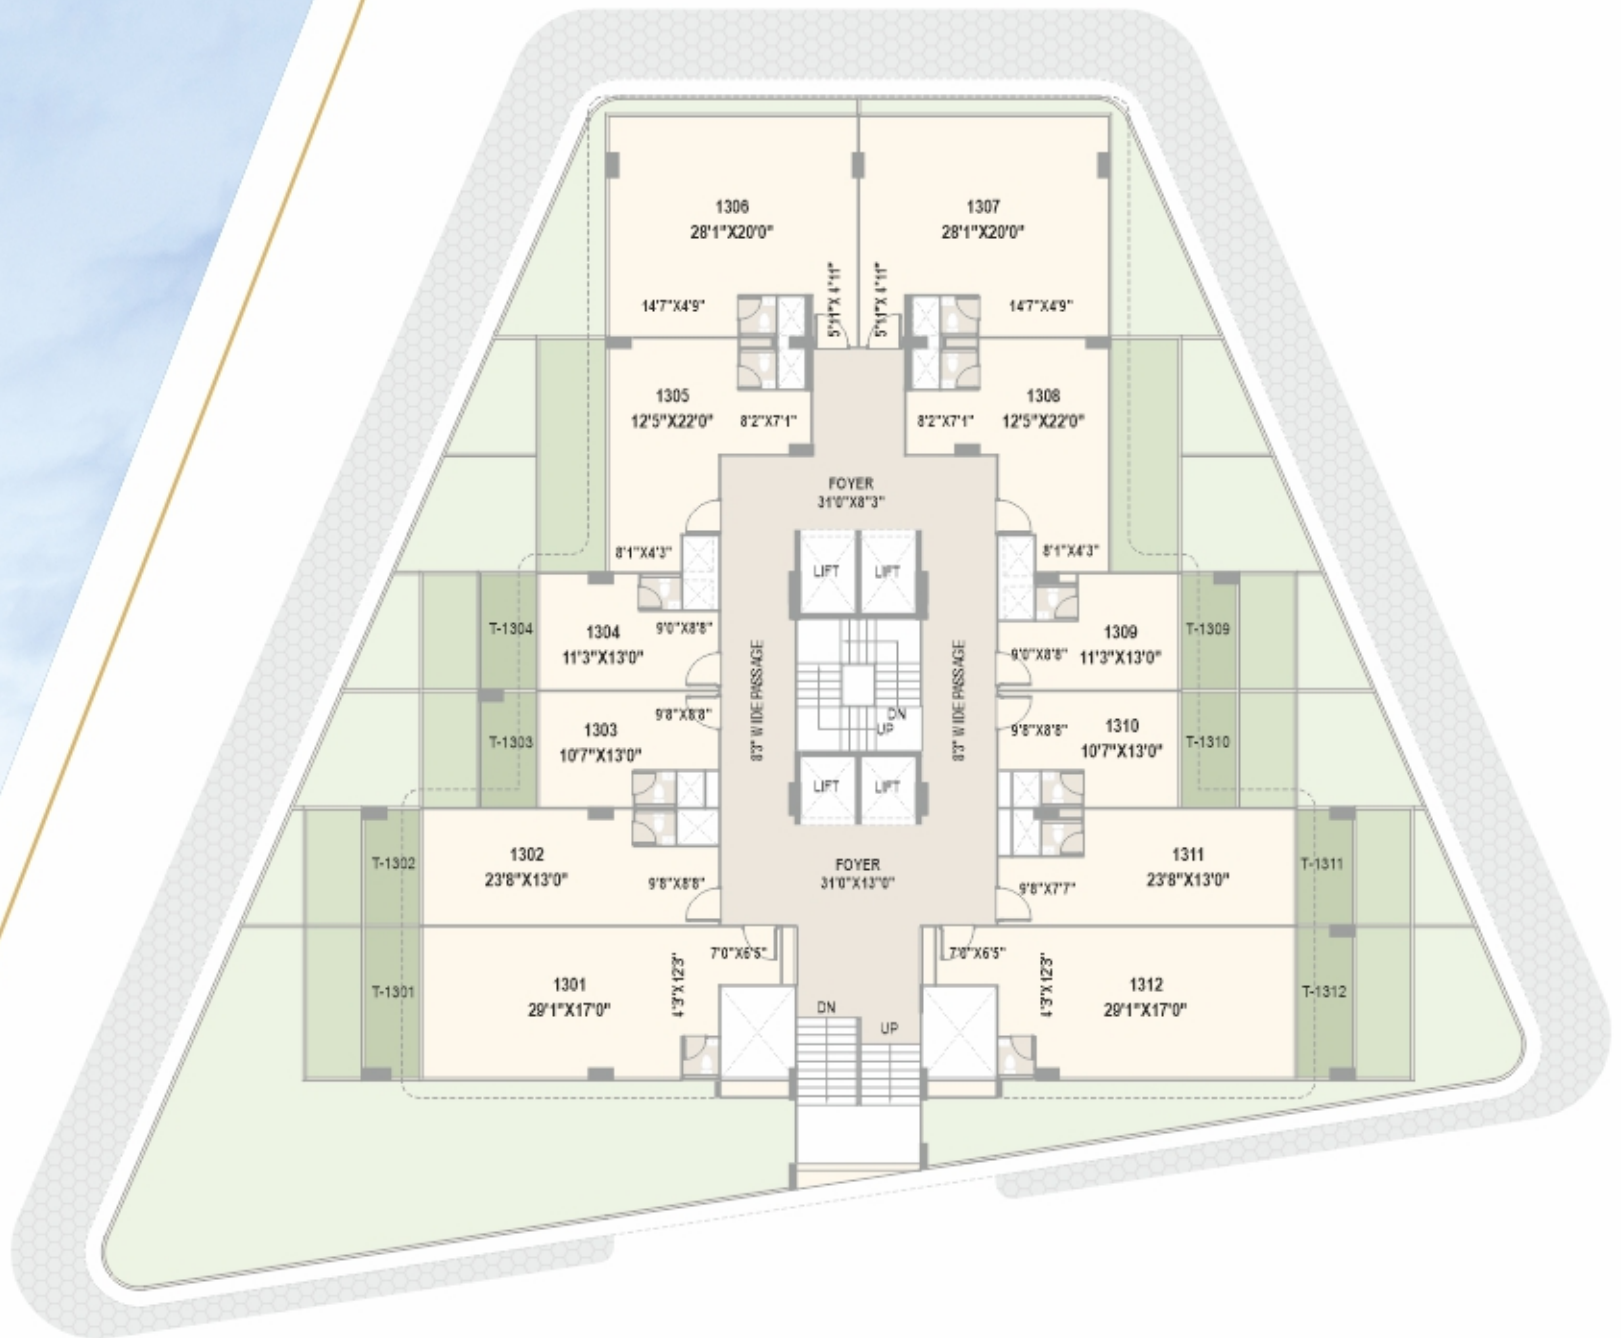 1306
28'1"X20'0"
1307
28'1"X20'0"
14'7"X4'9"
5'11"X 4'11"
5'11"X 4'11"
14'7"X4'9"
1305
12'5"X22'0"
8'2"X7'1"
8'2"X7'1"
1308
12'5"X22'0"
FOYER
31'0"X8'3"
8'1"X4'3"
8'1"X4'3"
LIFT
LIFT
T-1304
1304
11'3"X13'0"
9'0"X8'8"
8'3" WIDE PASSAGE
8'3" WIDE PASSAGE
9'0"X8'8"
1309
11'3"X13'0"
T-1309
T-1303
1303
10'7"X13'0"
9'8"X8'8"
DN
UP
9'8"X8'8"
1310
10'7"X13'0"
T-1310
LIFT
LIFT
T-1302
1302
23'8"X13'0"
9'8"X8'8"
FOYER
31'0"X13'0"
9'8"X7'7"
1311
23'8"X13'0"
T-1311
7'0"X6'5"
7'0"X6'5"
T-1301
1301
29'1"X17'0"
4'3"X12'3"
DN
UP
4'3"X12'3"
1312
29'1"X17'0"
T-1312